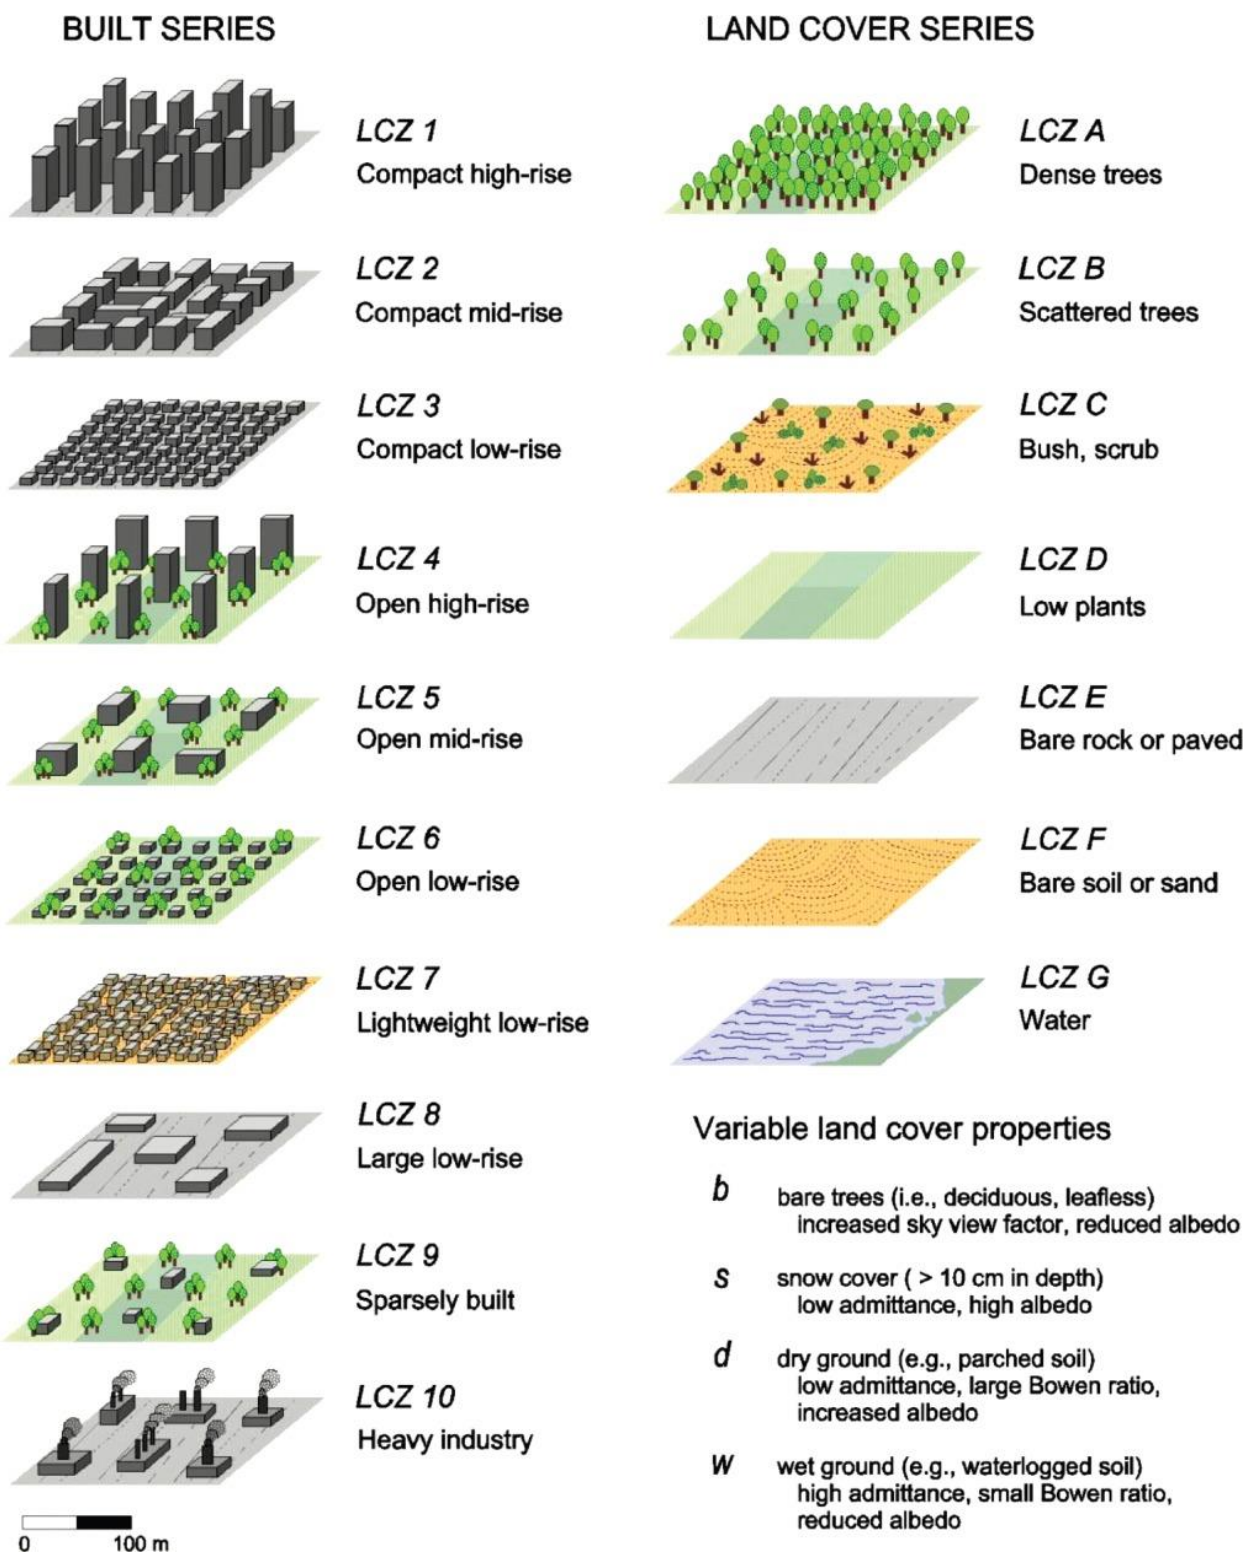 BUILT SERIES
LCZ 1
Compact high-rise
LCZ 2
Compact mid-rise
LCZ 3
Compact low-rise
LCZ 4
Open high-rise
LCZ 5
Open mid-rise
LCZ 6
Open low-rise
LCZ 7
Lightweight low-rise
LCZ 8
Large low-rise
LCZ 9
Sparsely built
LCZ 10
Heavy industry
0 100 m
LAND COVER SERIES
LCZ A
Dense trees
LCZ B
Scattered trees
LCZ C
Bush, scrub
LCZ D
Low plants
LCZ E
Bare rock or paved
LCZ F
Bare soil or sand
LCZ G
Water
Variable land cover properties
b bare trees (i.e., deciduous, leafless)
increased sky view factor, reduced albedo
s snow cover ( > 10 cm in depth)
low admittance, high albedo
d dry ground (e.g., parched soil)
low admittance, large Bowen ratio,
increased albedo
w wet ground (e.g., waterlogged soil)
high admittance, small Bowen ratio,
reduced albedo